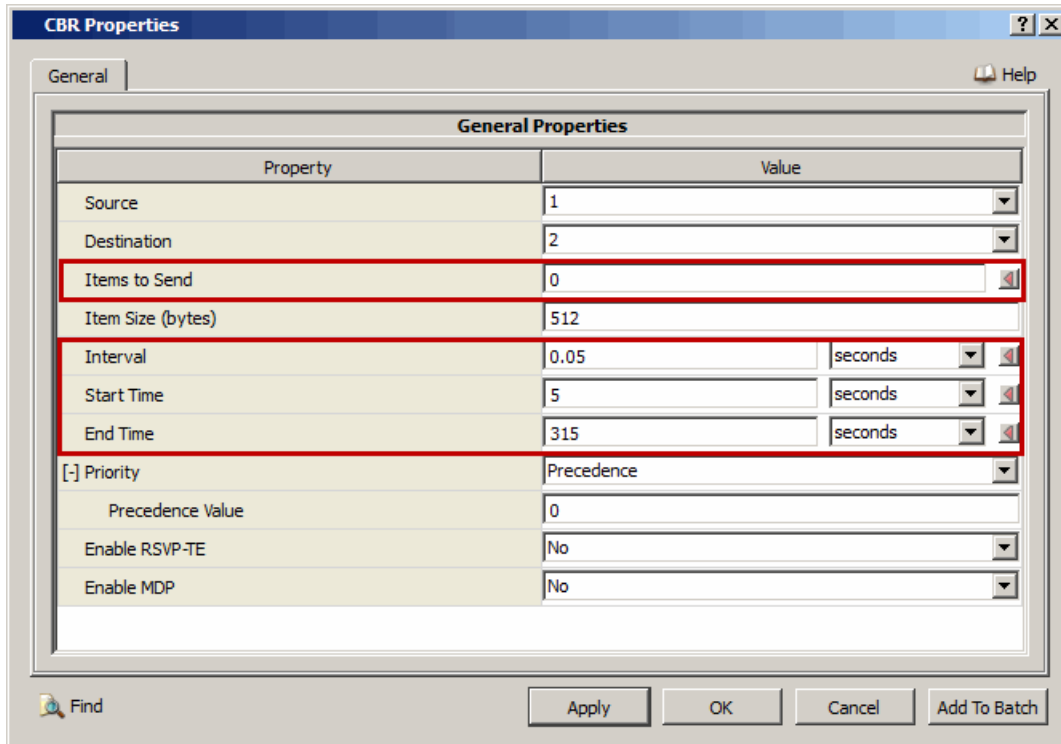 CBR Properties
General
Help
General Properties
Property Value
Source 1
Destination 2
Items to Send 0
Item Size (bytes) 512
Interval 0.05 seconds
Start Time 5 seconds
End Time 315 seconds
[-] Priority Precedence
Precedence Value 0
Enable RSVP-TE No
Enable MDP No
Find Apply OK Cancel Add To Batch